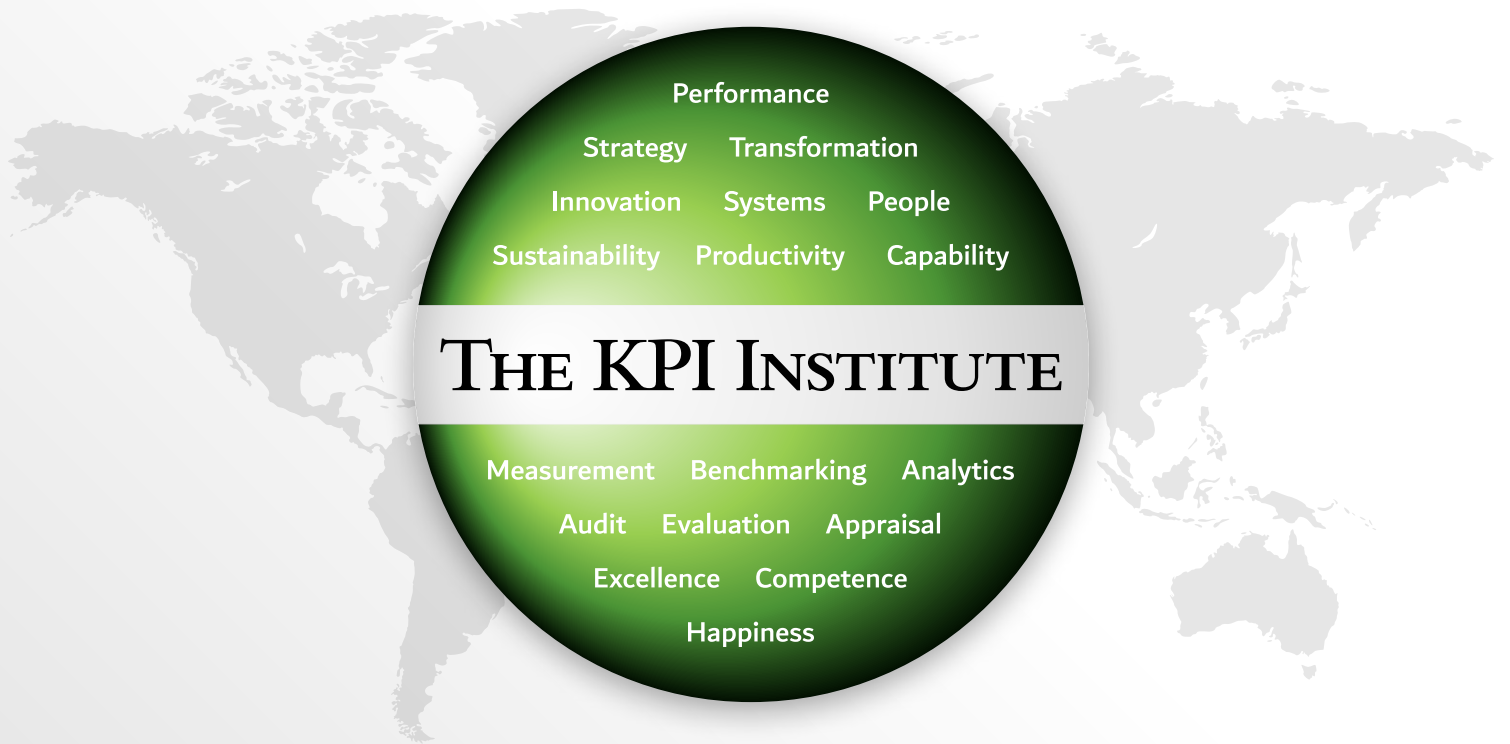 Performance
Strategy Transformation
Innovation Systems People
Sustainability Productivity Capability
The KPI Institute
Measurement Benchmarking Analytics
Audit Evaluation Appraisal
Excellence Competence
Happiness